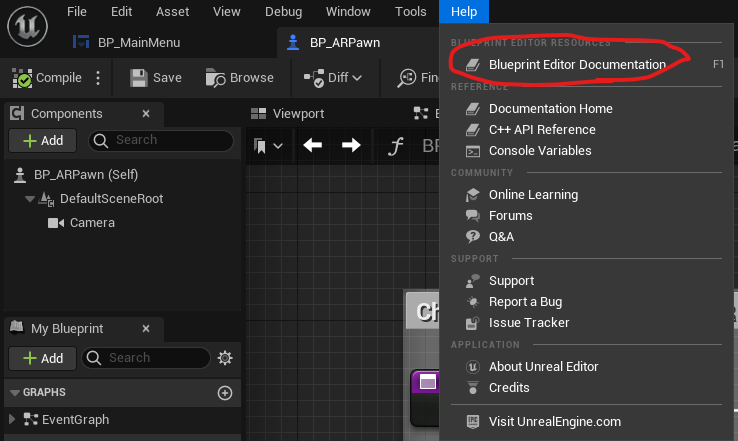 File Edit Asset View Debug Window Tools Help
BP_MainMenu BP_ARPawn
Compile Save Browse Diff
Components
Add Search
BP_ARPawn (Self)
DefaultSceneRoot
Camera
My Blueprint
Add Search
GRAPHS
EventGraph
Viewport
BLUEPRINT EDITOR RESOURCES
Blueprint Editor Documentation F1
REFERENCE
Documentation Home
C++ API Reference
Console Variables
COMMUNITY
Online Learning
Forums
Q&A
SUPPORT
Support
Report a Bug
Issue Tracker
APPLICATION
About Unreal Editor
Credits
Visit UnrealEngine.com